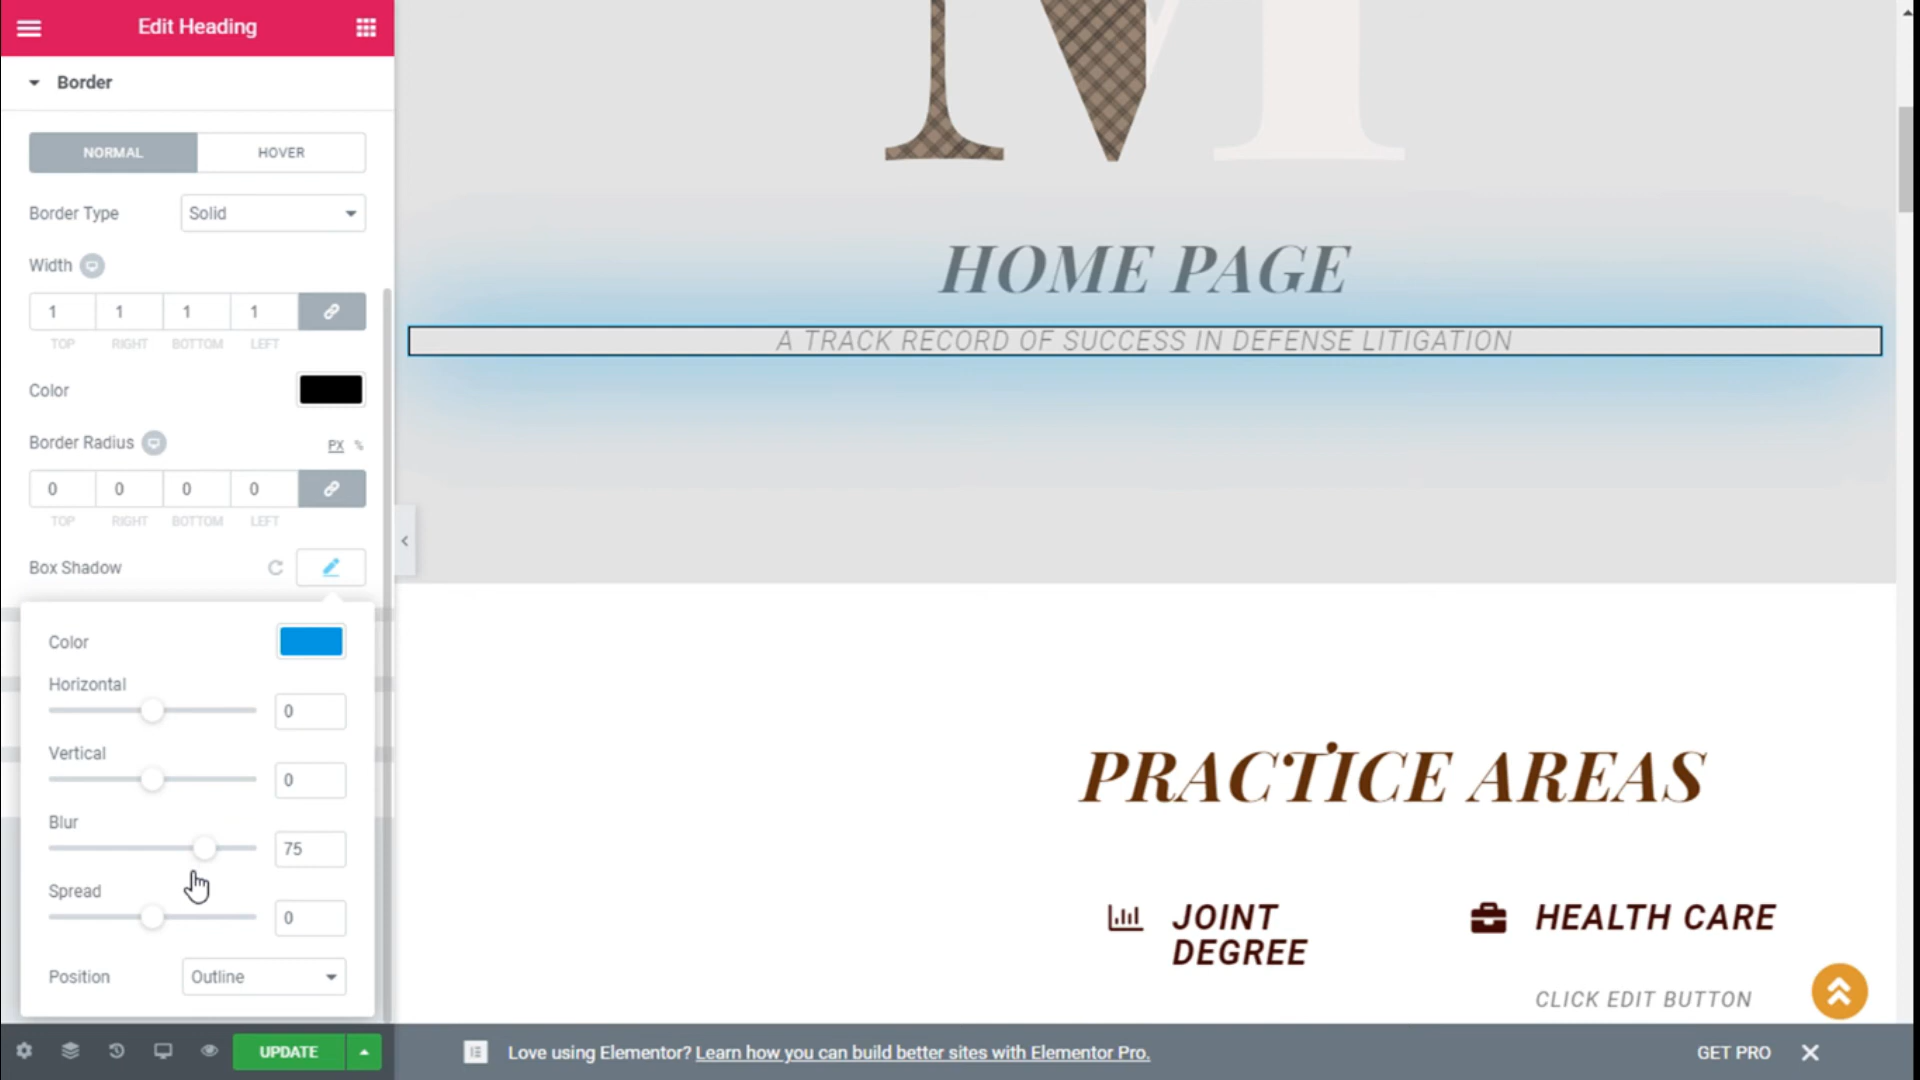 Edit Heading
Border
NORMAL HOVER
Border Type Solid
Width
1 1 1 1
TOP RIGHT BOTTOM LEFT
Color
Border Radius PX %
0 0 0 0
TOP RIGHT BOTTOM LEFT
Box Shadow
Color
Horizontal
0
Vertical
0
Blur
75
Spread
0
Position Outline
UPDATE
M
HOME PAGE
A TRACK RECORD OF SUCCESS IN DEFENSE LITIGATION
PRACTICE AREAS
JOINT
DEGREE
HEALTH CARE
CLICK EDIT BUTTON
Love using Elementor? Learn how you can build better sites with Elementor Pro.
GET PRO